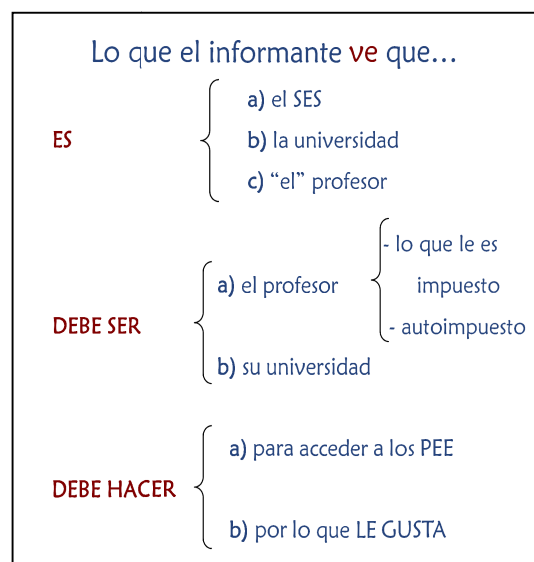 Lo que el informante ve que...
ES
a) el SES
b) la universidad
c) “el” profesor
DEBE SER
a) el profesor
- lo que le es
impuesto
- autoimpuesto
b) su universidad
DEBE HACER
a) para acceder a los PEE
b) por lo que LE GUSTA